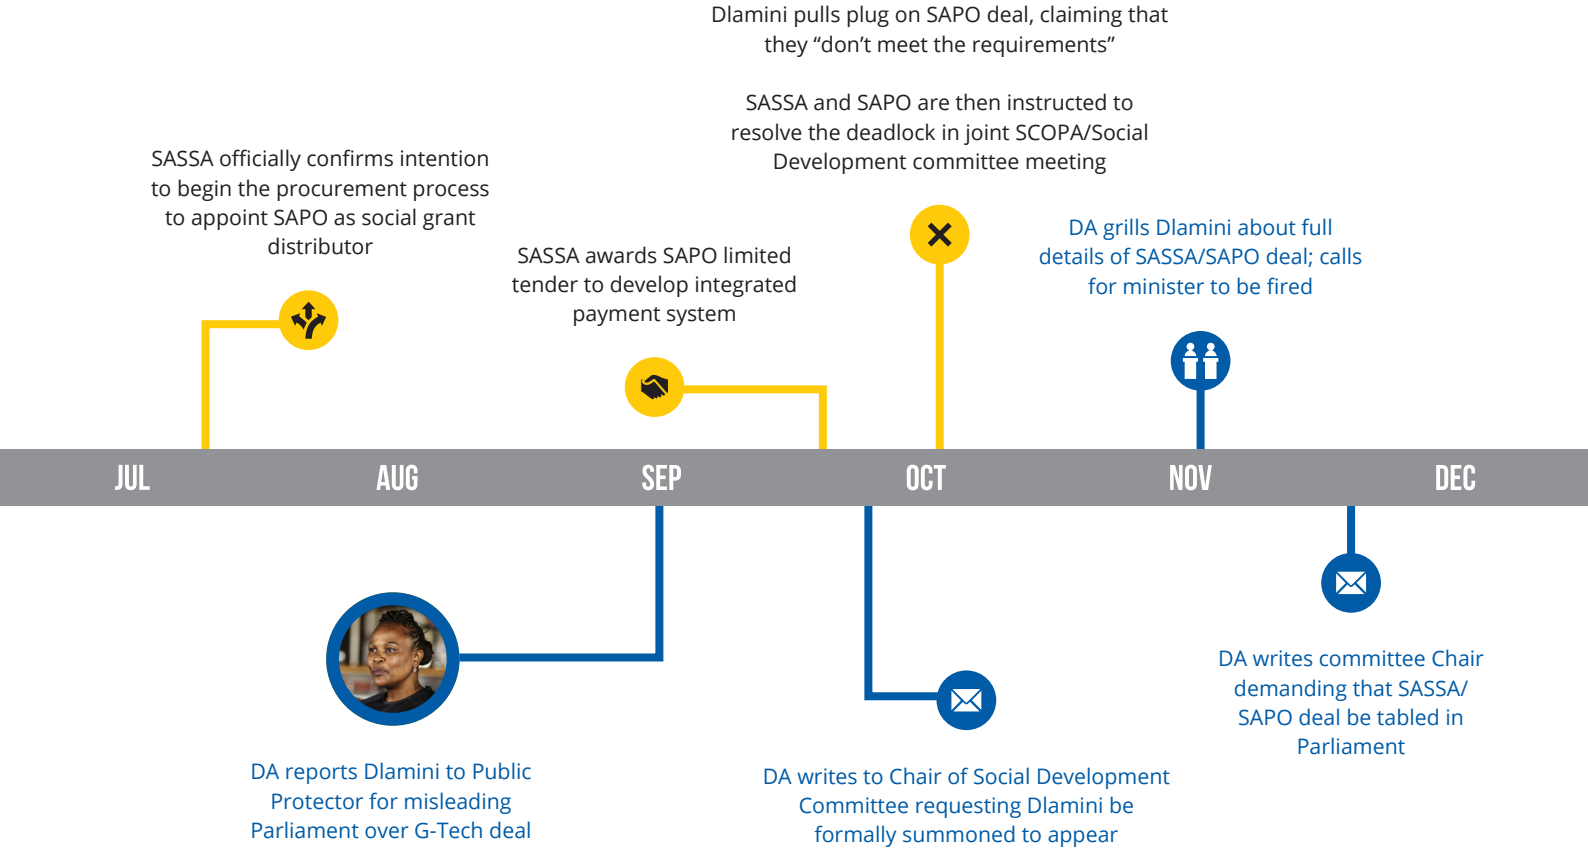 Dlamini pulls plug on SAPO deal, claiming that
they “don’t meet the requirements”
SASSA and SAPO are then instructed to
resolve the deadlock in joint SCOPA/Social
Development committee meeting
SASSA officially confirms intention
to begin the procurement process
to appoint SAPO as social grant
distributor
SASSA awards SAPO limited
tender to develop integrated
payment system
DA grills Dlamini about full
details of SASSA/SAPO deal; calls
for minister to be fired
JUL AUG SEP OCT NOV DEC
DA reports Dlamini to Public
Protector for misleading
Parliament over G-Tech deal
DA writes to Chair of Social Development
Committee requesting Dlamini be
formally summoned to appear
DA writes committee Chair
demanding that SASSA/
SAPO deal be tabled in
Parliament